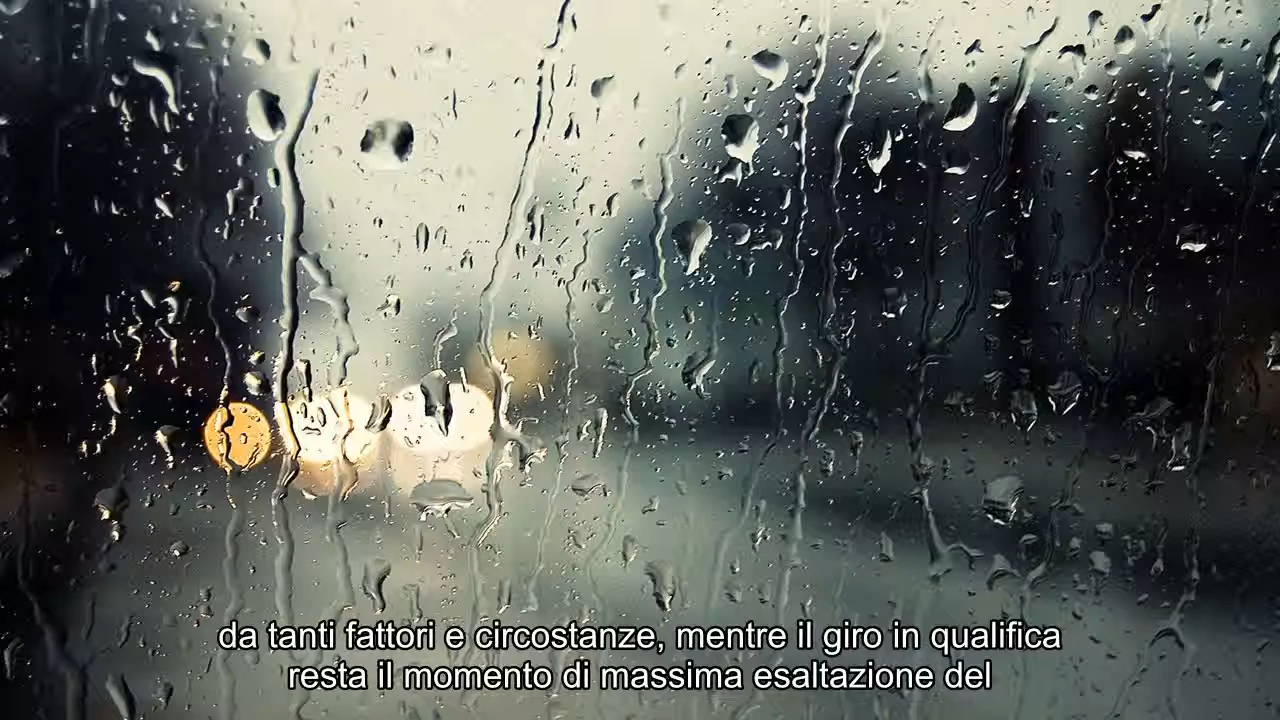 da tanti fattori e circostanze, mentre il giro in qualifica
resta il momento di massima esaltazione del